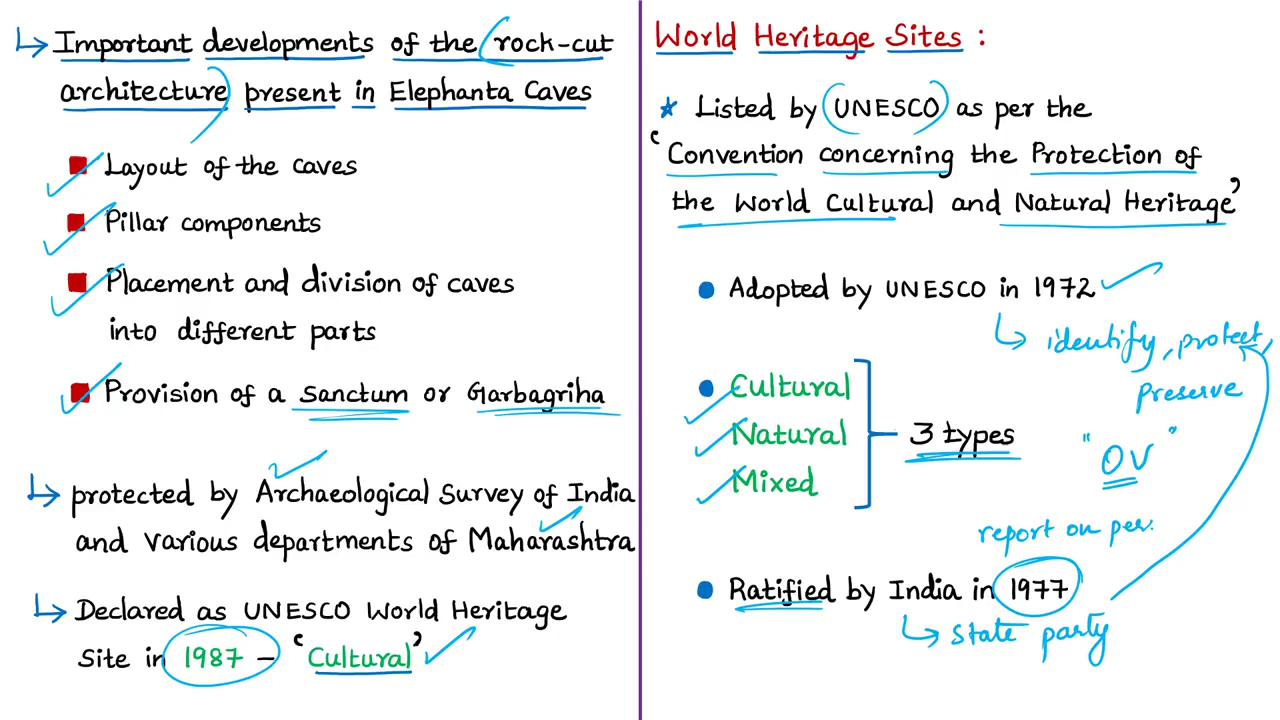 Important developments of the rock-cut
architecture present in Elephanta Caves
Layout of the caves
Pillar components
Placement and division of caves
into different parts
Provision of a sanctum or Garbagriha
protected by Archaeological Survey of India
and various departments of Maharashtra
Declared as UNESCO World Heritage
Site in 1987 – 'Cultural'
World Heritage Sites :
Listed by UNESCO as per the
'Convention concerning the Protection of
the World Cultural and Natural Heritage'
Adopted by UNESCO in 1972
identify, protect,
preserve
Cultural
Natural
Mixed
3 types
"OV"
report on per.
Ratified by India in 1977
state party